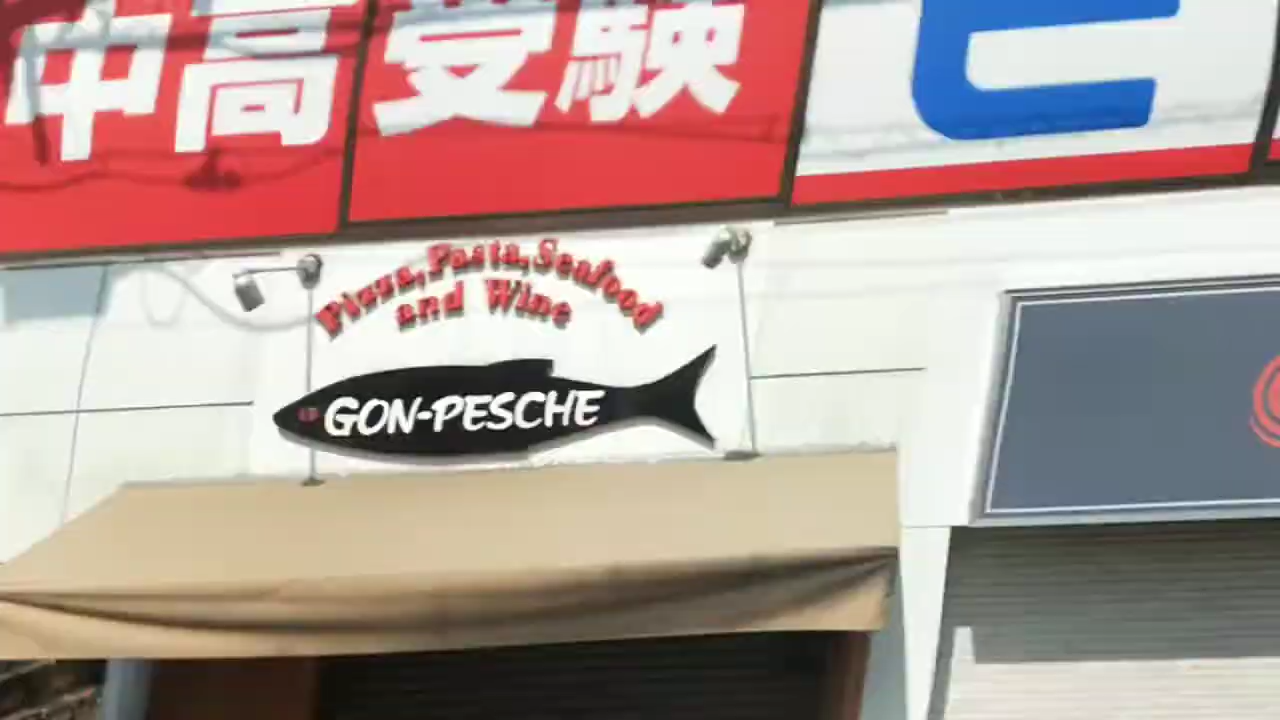 中高受験
Pizza, Pasta, Seafood
and Wine
GON-PESCHE